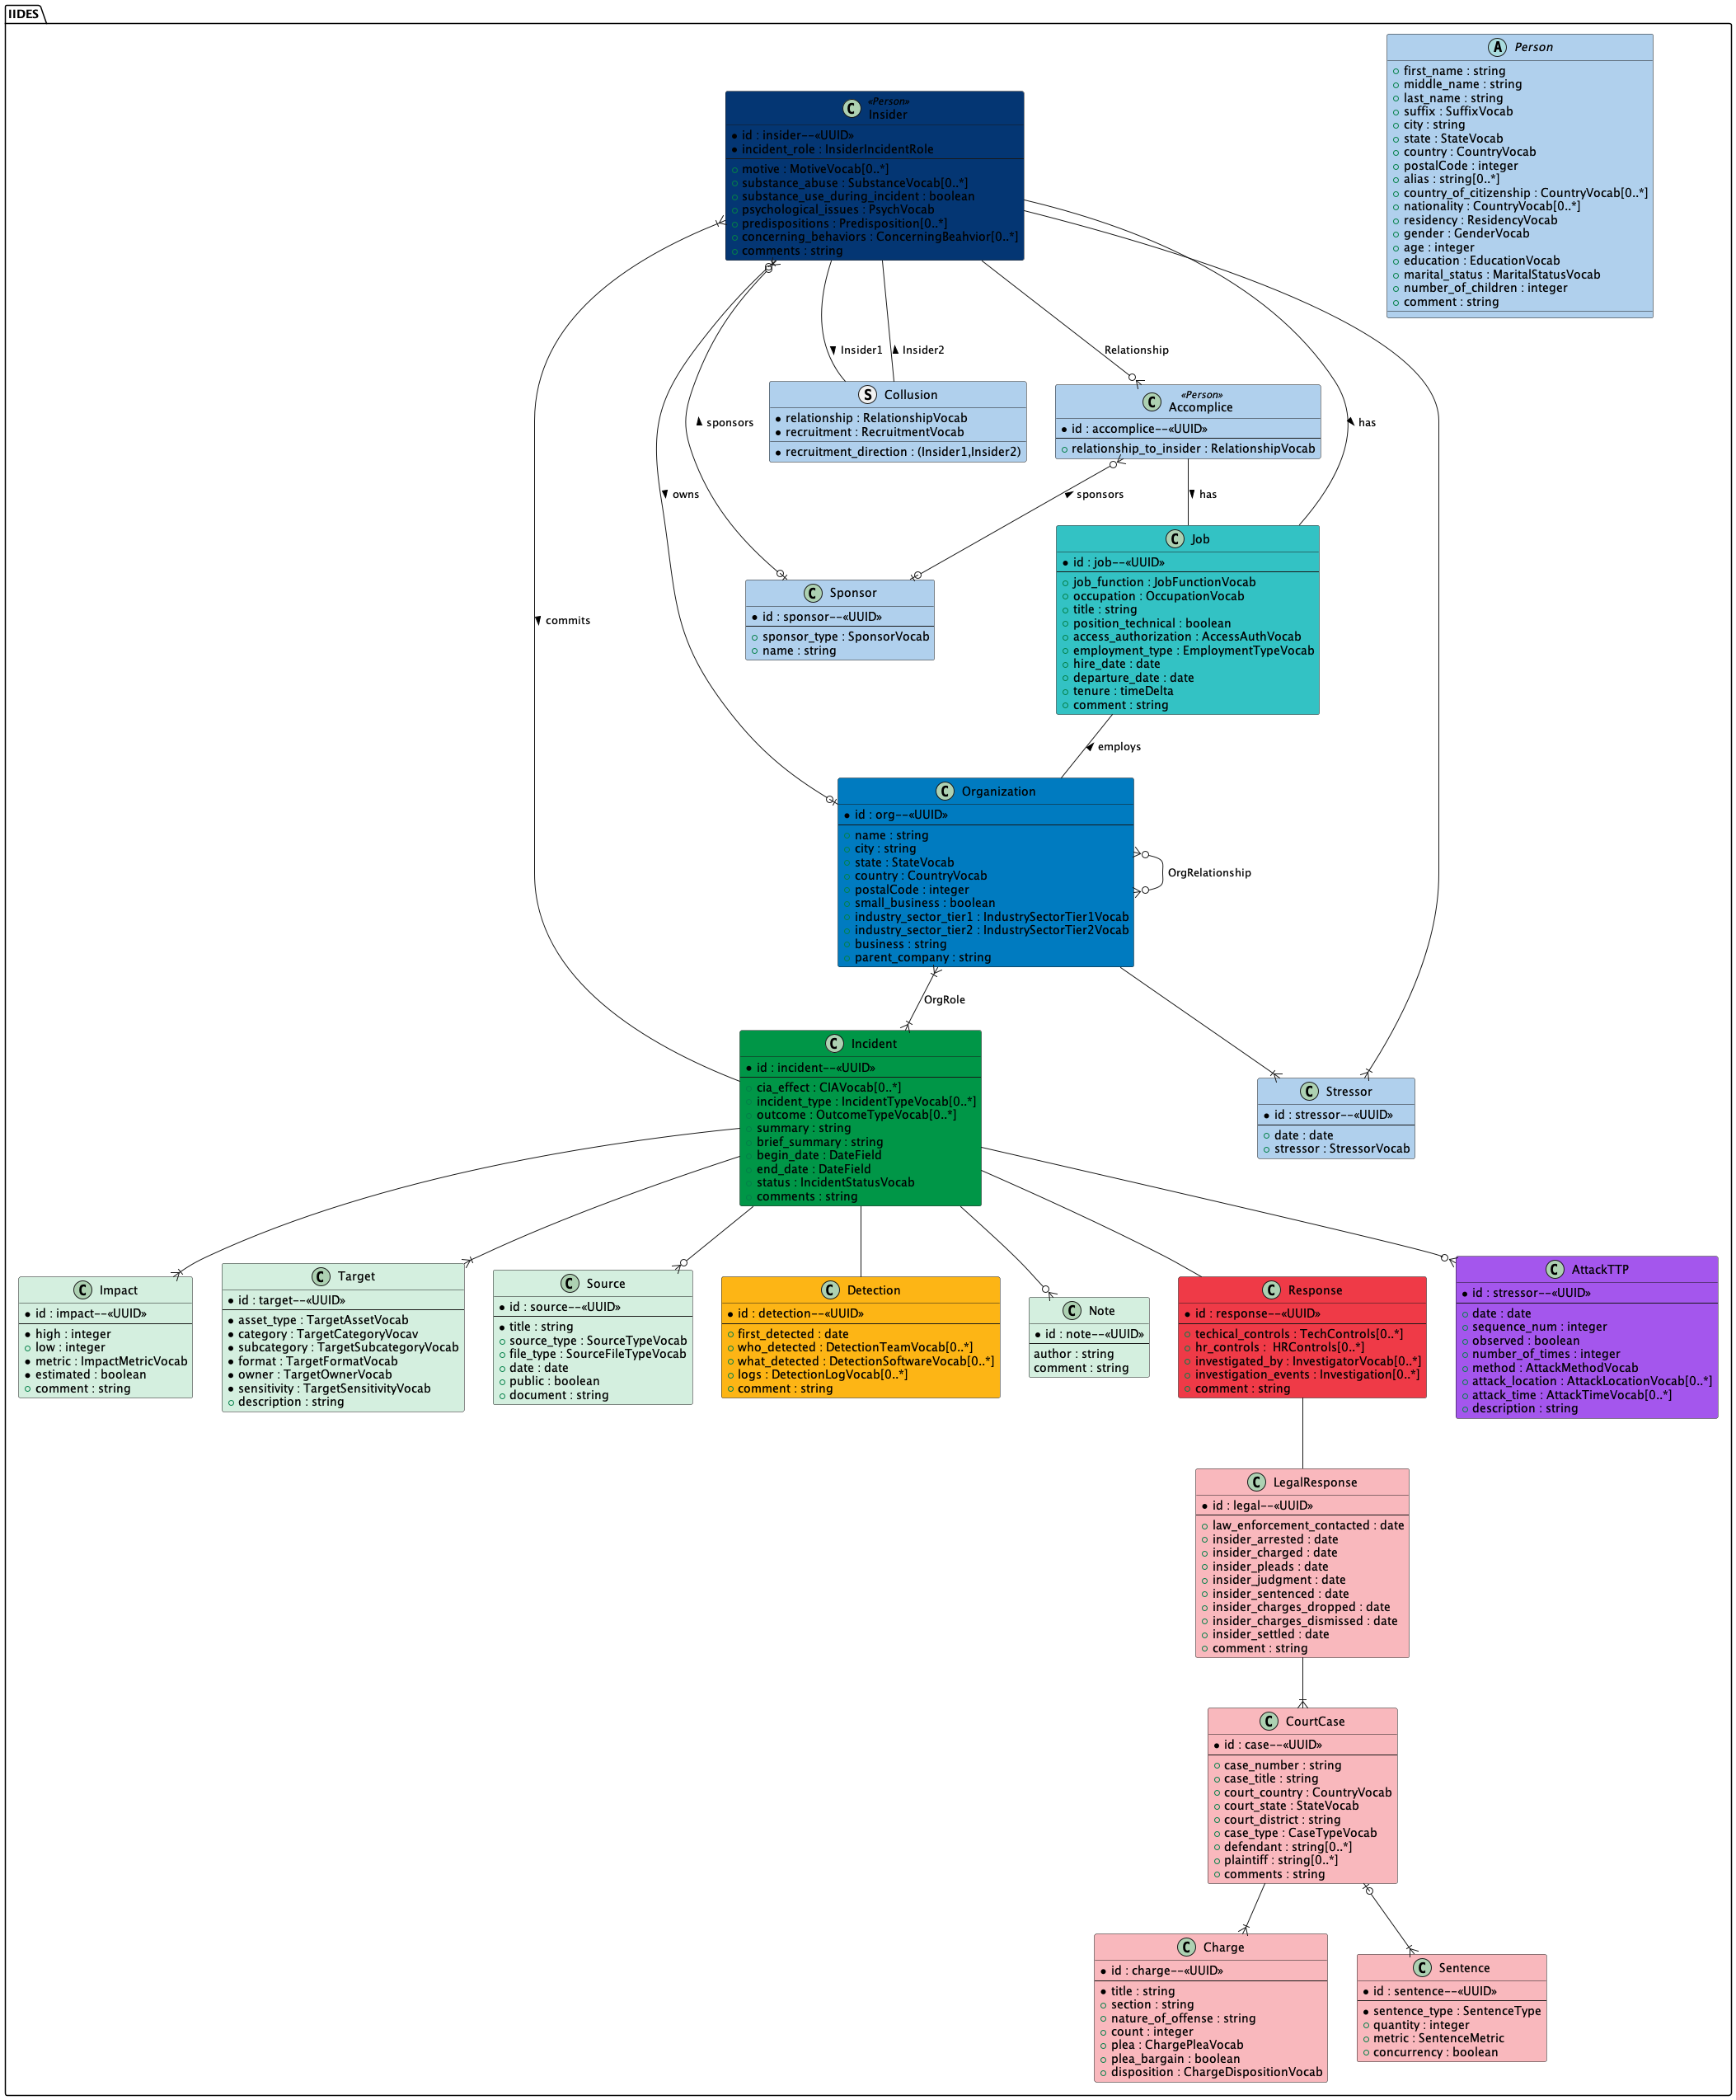 IIDES
A Person
first_name : string
middle_name : string
last_name : string
suffix : SuffixVocab
city : string
state : StateVocab
country : CountryVocab
postalCode : integer
alias : string[0..*]
country_of_citizenship : CountryVocab[0..*]
nationality : CountryVocab[0..*]
residency : ResidencyVocab
gender : GenderVocab
age : integer
education : EducationVocab
marital_status : MaritalStatusVocab
number_of_children : integer
comment : string
«Person»
C Insider
id : insider--«UUID»
incident_role : InsiderIncidentRole
motive : MotiveVocab[0..*]
substance_abuse : SubstanceVocab[0..*]
substance_use_during_incident : boolean
psychological_issues : PsychVocab
predispositions : Predisposition[0..*]
concerning_behaviors : ConcerningBeahvior[0..*]
comments : string
Insider1
Insider2
Relationship
S Collusion
relationship : RelationshipVocab
recruitment : RecruitmentVocab
recruitment_direction : (Insider1,Insider2)
«Person»
C Accomplice
id : accomplice--«UUID»
relationship_to_insider : RelationshipVocab
sponsors
has
owns
sponsors
has
C Job
id : job--«UUID»
job_function : JobFunctionVocab
occupation : OccupationVocab
title : string
position_technical : boolean
access_authorization : AccessAuthVocab
employment_type : EmploymentTypeVocab
hire_date : date
departure_date : date
tenure : timeDelta
comment : string
C Sponsor
id : sponsor--«UUID»
sponsor_type : SponsorVocab
name : string
commits
employs
C Organization
id : org--«UUID»
name : string
city : string
state : StateVocab
country : CountryVocab
postalCode : integer
small_business : boolean
industry_sector_tier1 : IndustrySectorTier1Vocab
industry_sector_tier2 : IndustrySectorTier2Vocab
business : string
parent_company : string
OrgRelationship
OrgRole
C Incident
id : incident--«UUID»
cia_effect : CIAVocab[0..*]
incident_type : IncidentTypeVocab[0..*]
outcome : OutcomeTypeVocab[0..*]
summary : string
brief_summary : string
begin_date : DateField
end_date : DateField
status : IncidentStatusVocab
comments : string
C Stressor
id : stressor--«UUID»
date : date
stressor : StressorVocab
C Impact
id : impact--«UUID»
high : integer
low : integer
metric : ImpactMetricVocab
estimated : boolean
comment : string
C Target
id : target--«UUID»
asset_type : TargetAssetVocab
category : TargetCategoryVocav
subcategory : TargetSubcategoryVocab
format : TargetFormatVocab
owner : TargetOwnerVocab
sensitivity : TargetSensitivityVocab
description : string
C Source
id : source--«UUID»
title : string
source_type : SourceTypeVocab
file_type : SourceFileTypeVocab
date : date
public : boolean
document : string
C Detection
id : detection--«UUID»
first_detected : date
who_detected : DetectionTeamVocab[0..*]
what_detected : DetectionSoftwareVocab[0..*]
logs : DetectionLogVocab[0..*]
comment : string
C Note
id : note--«UUID»
author : string
comment : string
C Response
id : response--«UUID»
techical_controls : TechControls[0..*]
hr_controls : HRControls[0..*]
investigated_by : InvestigatorVocab[0..*]
investigation_events : Investigation[0..*]
comment : string
C AttackTTP
id : stressor--«UUID»
date : date
sequence_num : integer
observed : boolean
number_of_times : integer
method : AttackMethodVocab
attack_location : AttackLocationVocab[0..*]
attack_time : AttackTimeVocab[0..*]
description : string
C LegalResponse
id : legal--«UUID»
law_enforcement_contacted : date
insider_arrested : date
insider_charged : date
insider_pleads : date
insider_judgment : date
insider_sentenced : date
insider_charges_dropped : date
insider_charges_dismissed : date
insider_settled : date
comment : string
C CourtCase
id : case--«UUID»
case_number : string
case_title : string
court_country : CountryVocab
court_state : StateVocab
court_district : string
case_type : CaseTypeVocab
defendant : string[0..*]
plaintiff : string[0..*]
comments : string
C Charge
id : charge--«UUID»
title : string
section : string
nature_of_offense : string
count : integer
plea : ChargePleaVocab
plea_bargain : boolean
disposition : ChargeDispositionVocab
C Sentence
id : sentence--«UUID»
sentence_type : SentenceType
quantity : integer
metric : SentenceMetric
concurrency : boolean